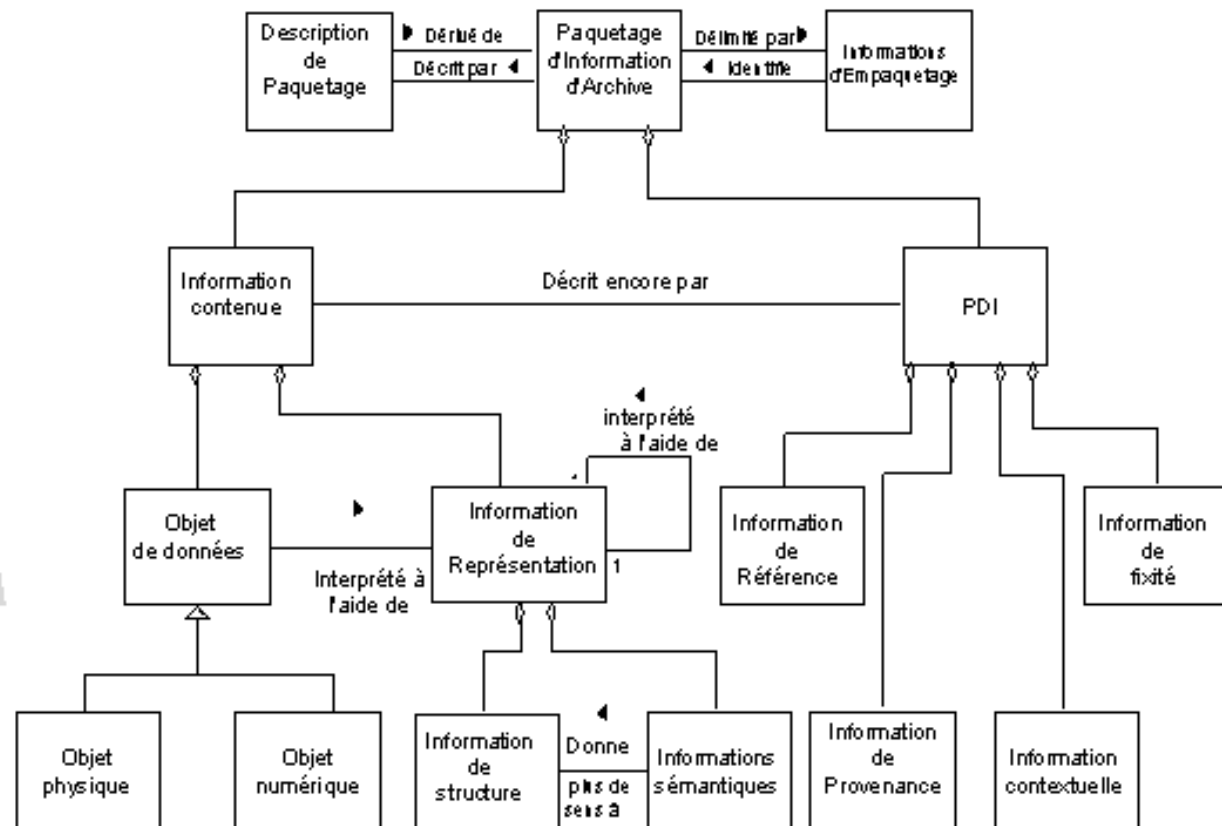 Description
de
Paquetage
▶ Dérivé de
Décrit par ◀
Paquetage
d'Information
d'Archive
Délimité par ▶
◀ Identifie
Informations
d'Empaquetage
Information
contenue
Décrit encore par
PDI
◀
interprété
à l'aide de
*
1
Objet
de données
▶
Interprété à
l'aide de
Information
de
Représentation
Information
de
Référence
Information
de
fixité
Objet
physique
Objet
numérique
Information
de
structure
◀
Donne
plus de
sens à
Informations
sémantiques
Information
de
Provenance
Information
contextuelle